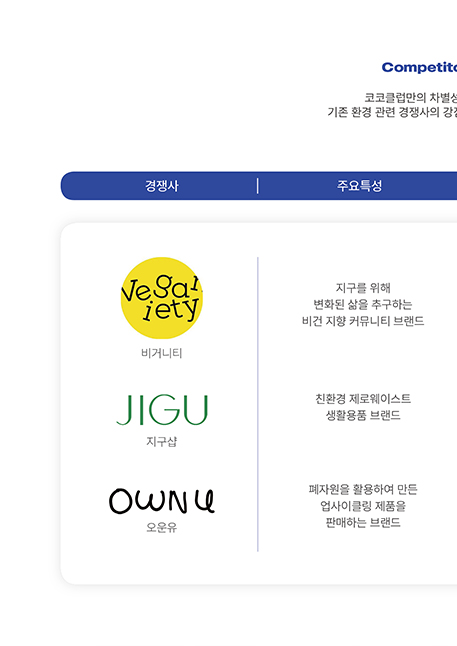 Competito
코코클럽만의 차별성
기존 환경 관련 경쟁사의 강점
경쟁사
주요특성
Vegan
iety
비거니티
지구를 위해
변화된 삶을 추구하는
비건 지향 커뮤니티 브랜드
JIGU
지구샵
친환경 제로웨이스트
생활용품 브랜드
OWNU
오운유
폐자원을 활용하여 만든
업사이클링 제품을
판매하는 브랜드